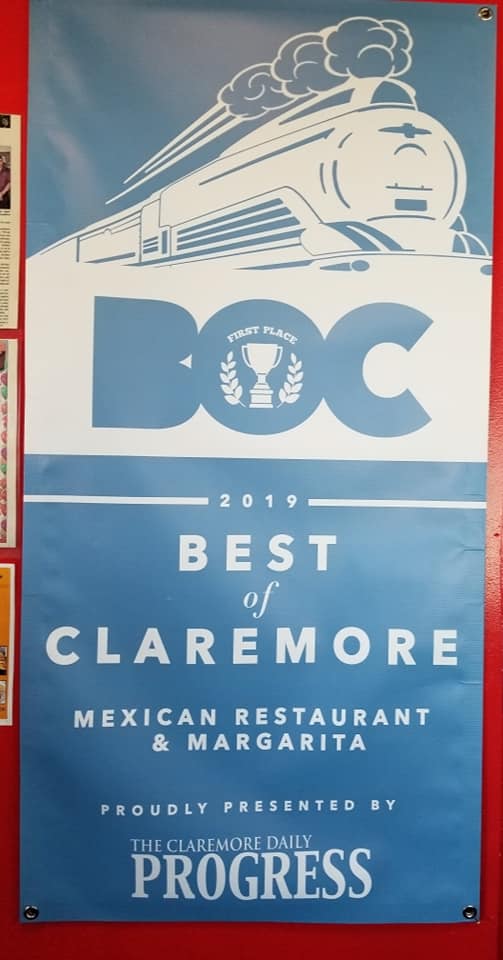 BOC
FIRST PLACE
2019
BEST
of
CLAREMORE
MEXICAN RESTAURANT
& MARGARITA
PROUDLY PRESENTED BY
THE CLAREMORE DAILY
PROGRESS